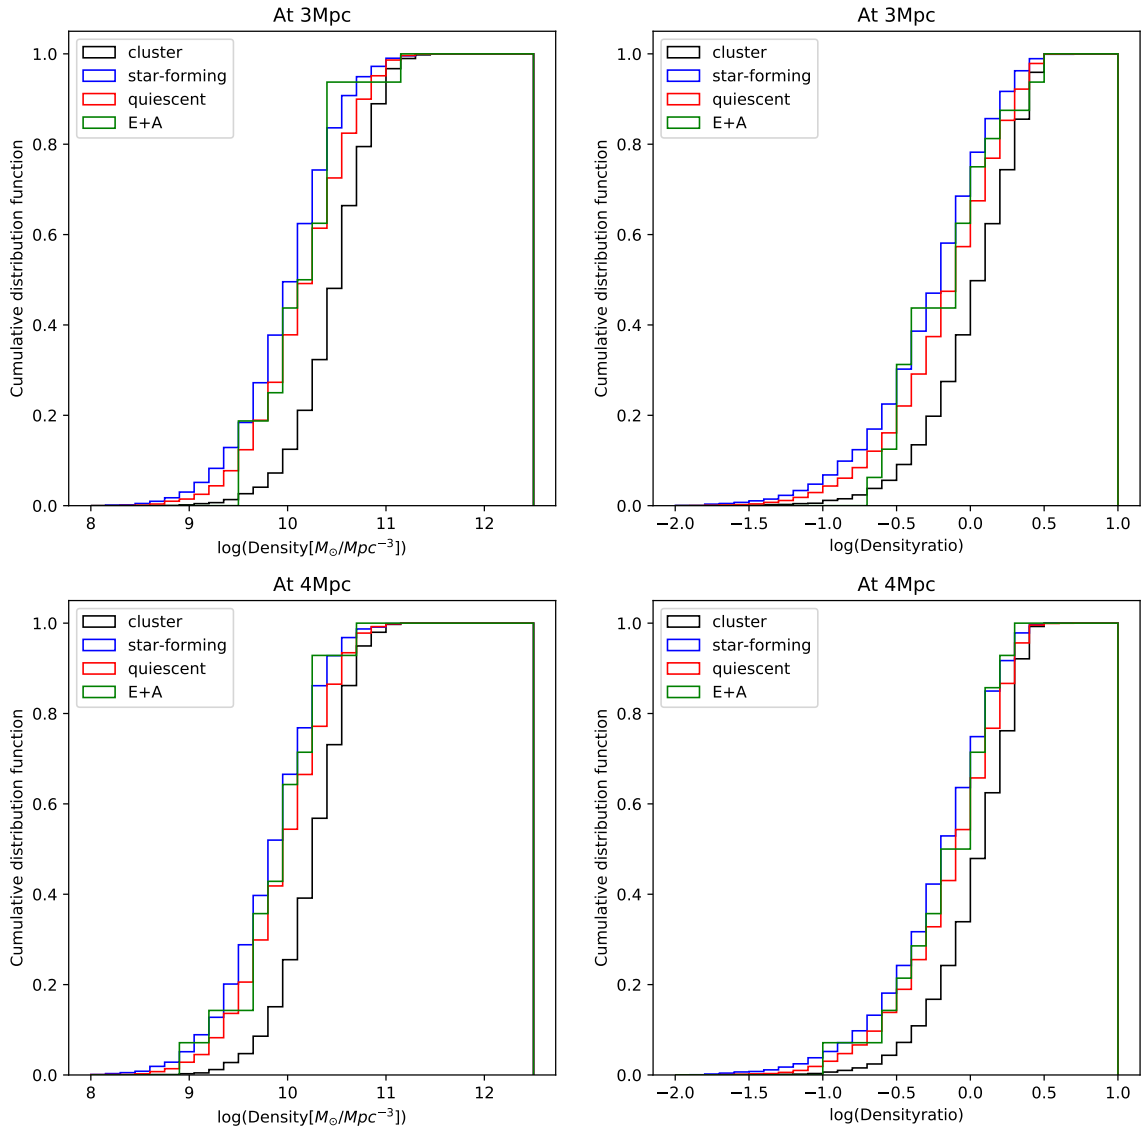 At 3Mpc
1.0
0.8
0.6
0.4
0.2
0.0
Cumulative distribution function
cluster
star-forming
quiescent
E+A
8 9 10 11 12
log(Density[$M_{\odot}/Mpc^{-3}$])
At 3Mpc
1.0
0.8
0.6
0.4
0.2
0.0
Cumulative distribution function
cluster
star-forming
quiescent
E+A
−2.0 −1.5 −1.0 −0.5 0.0 0.5 1.0
log(Densityratio)
At 4Mpc
1.0
0.8
0.6
0.4
0.2
0.0
Cumulative distribution function
cluster
star-forming
quiescent
E+A
8 9 10 11 12
log(Density[$M_{\odot}/Mpc^{-3}$])
At 4Mpc
1.0
0.8
0.6
0.4
0.2
0.0
Cumulative distribution function
cluster
star-forming
quiescent
E+A
−2.0 −1.5 −1.0 −0.5 0.0 0.5 1.0
log(Densityratio)